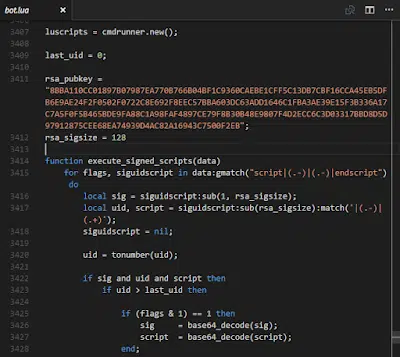 bot.lua ×
3406
3407 luscripts = cmdrunner.new();
3408
3409 last_uid = 0;
3410
3411 rsa_pubkey =
"8BBA110CC01897B07987EA770B766B04BF1C9360CAEBE1CFF5C13DB7CBF16CCA45EB5DF
B6E9AE24F2F0502F0722C8E692F8EEC57BBA603DC63ADD1646C1FBA3AE39E15F3B336A17
C7A5F0F5B465BDE9FA88C1A98FAF4897CE79F8B30B48E9807F4D2ECC6C3D03317BBD8D5D
97912875CEE68EA74939D4AC82A16943C7500F2EB";
3412 rsa_sigsize = 128
3413
3414 function execute_signed_scripts(data)
3415 for flags, siguidscript in data:gmatch("script|(.-)|(.-)|endscript")
do
3416 local sig = siguidscript:sub(1, rsa_sigsize);
3417 local uid, script = siguidscript:sub(rsa_sigsize):match('|(.-)|
(.+)');
3418 siguidscript = nil;
3419
3420 uid = tonumber(uid);
3421
3422 if sig and uid and script then
3423 if uid > last_uid then
3424
3425 if (flags & 1) == 1 then
3426 sig = base64_decode(sig);
3427 script = base64_decode(script);
3428 end;